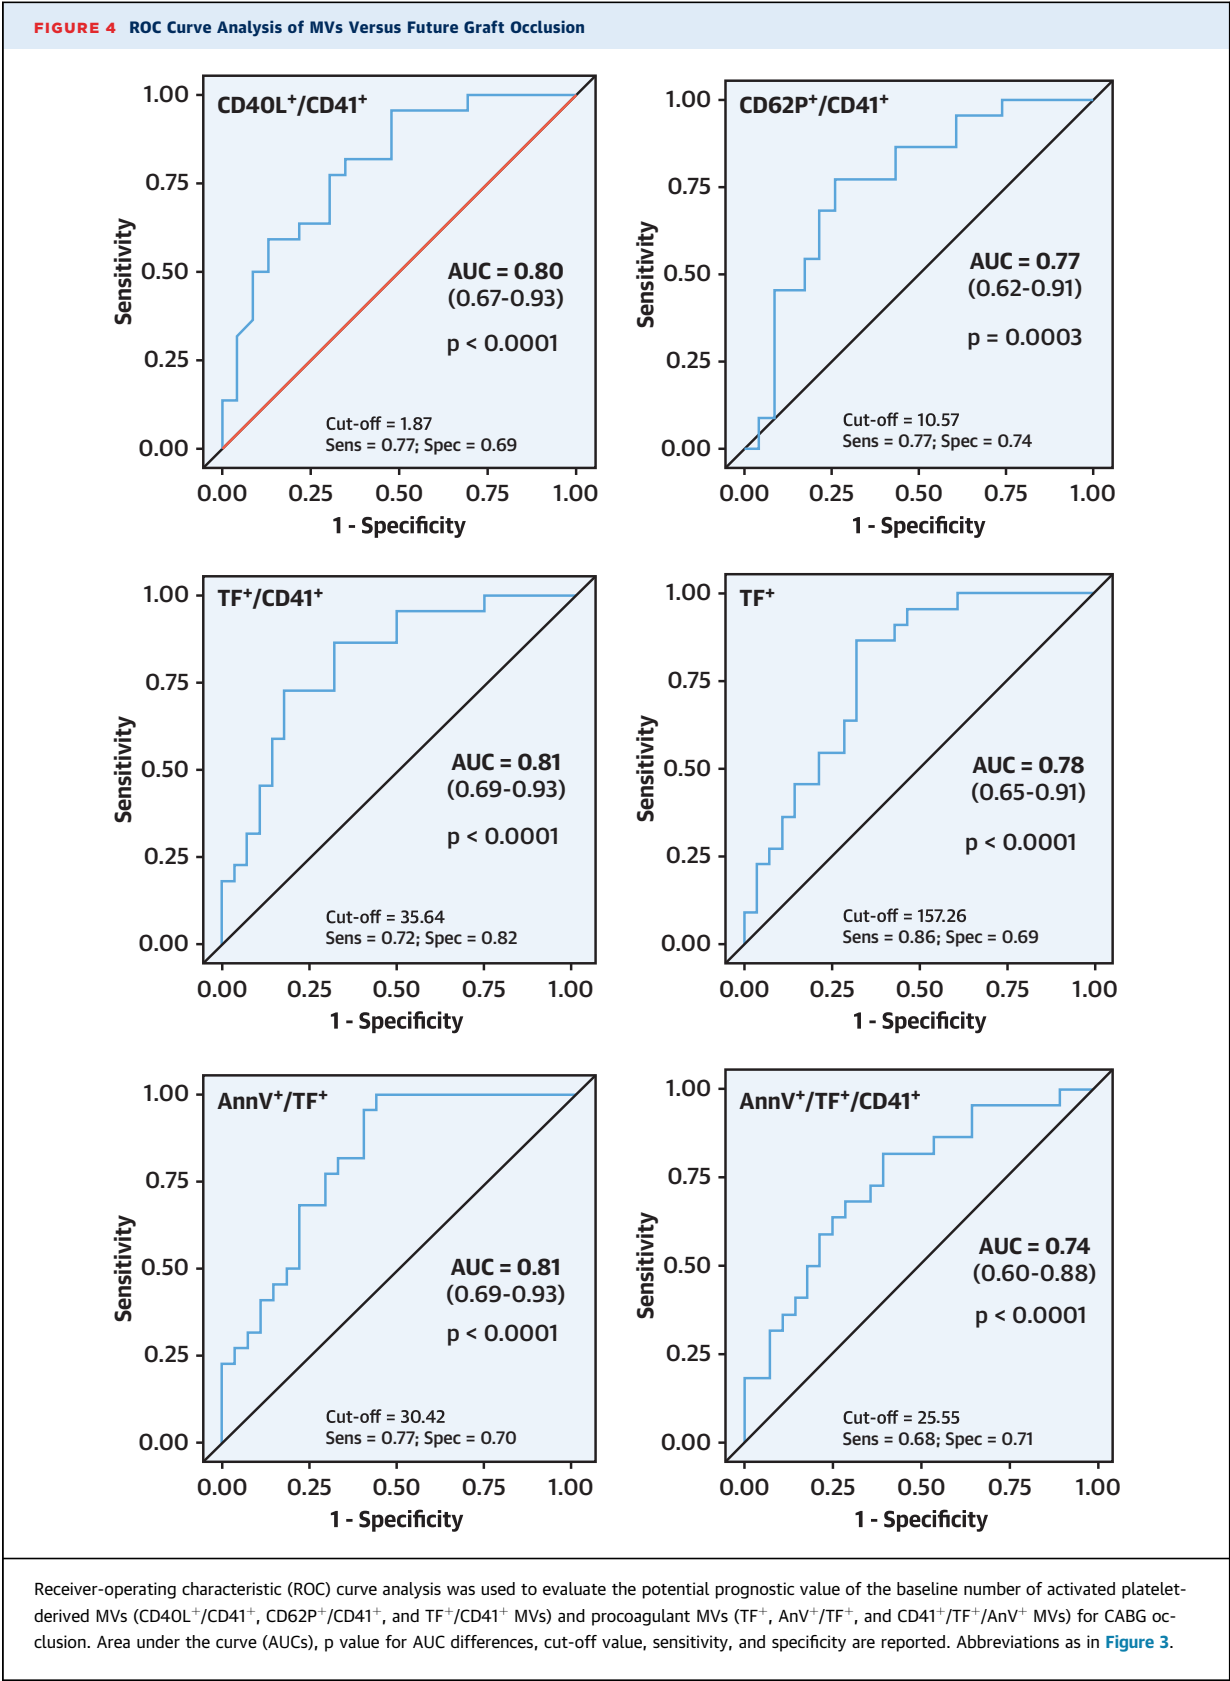 FIGURE 4 ROC Curve Analysis of MVs Versus Future Graft Occlusion
CD40L⁺/CD41⁺
1.00
0.75
0.50
0.25
0.00
Sensitivity
AUC = 0.80
(0.67-0.93)
p < 0.0001
Cut-off = 1.87
Sens = 0.77; Spec = 0.69
0.00 0.25 0.50 0.75 1.00
1 - Specificity
CD62P⁺/CD41⁺
1.00
0.75
0.50
0.25
0.00
Sensitivity
AUC = 0.77
(0.62-0.91)
p = 0.0003
Cut-off = 10.57
Sens = 0.77; Spec = 0.74
0.00 0.25 0.50 0.75 1.00
1 - Specificity
TF⁺/CD41⁺
1.00
0.75
0.50
0.25
0.00
Sensitivity
AUC = 0.81
(0.69-0.93)
p < 0.0001
Cut-off = 35.64
Sens = 0.72; Spec = 0.82
0.00 0.25 0.50 0.75 1.00
1 - Specificity
TF⁺
1.00
0.75
0.50
0.25
0.00
Sensitivity
AUC = 0.78
(0.65-0.91)
p < 0.0001
Cut-off = 157.26
Sens = 0.86; Spec = 0.69
0.00 0.25 0.50 0.75 1.00
1 - Specificity
AnnV⁺/TF⁺
1.00
0.75
0.50
0.25
0.00
Sensitivity
AUC = 0.81
(0.69-0.93)
p < 0.0001
Cut-off = 30.42
Sens = 0.77; Spec = 0.70
0.00 0.25 0.50 0.75 1.00
1 - Specificity
AnnV⁺/TF⁺/CD41⁺
1.00
0.75
0.50
0.25
0.00
Sensitivity
AUC = 0.74
(0.60-0.88)
p < 0.0001
Cut-off = 25.55
Sens = 0.68; Spec = 0.71
0.00 0.25 0.50 0.75 1.00
1 - Specificity
Receiver-operating characteristic (ROC) curve analysis was used to evaluate the potential prognostic value of the baseline number of activated platelet-
derived MVs (CD40L⁺/CD41⁺, CD62P⁺/CD41⁺, and TF⁺/CD41⁺ MVs) and procoagulant MVs (TF⁺, AnV⁺/TF⁺, and CD41⁺/TF⁺/AnV⁺ MVs) for CABG oc-
clusion. Area under the curve (AUCs), p value for AUC differences, cut-off value, sensitivity, and specificity are reported. Abbreviations as in Figure 3.